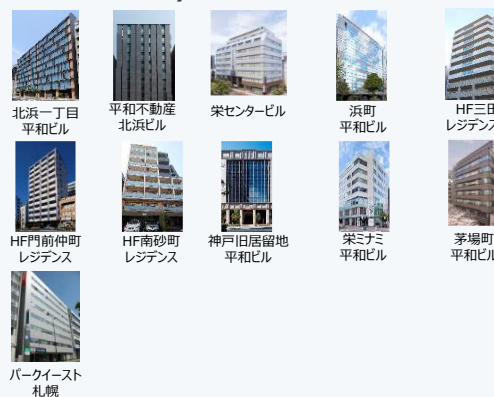 北浜一丁目
平和ビル
平和不動産
北浜ビル
栄センタービル
浜町
平和ビル
HF三田
レジデンス
HF門前仲町
レジデンス
HF南砂町
レジデンス
神戸旧居留地
平和ビル
栄ミナミ
平和ビル
茅場町
平和ビル
パークイースト
札幌